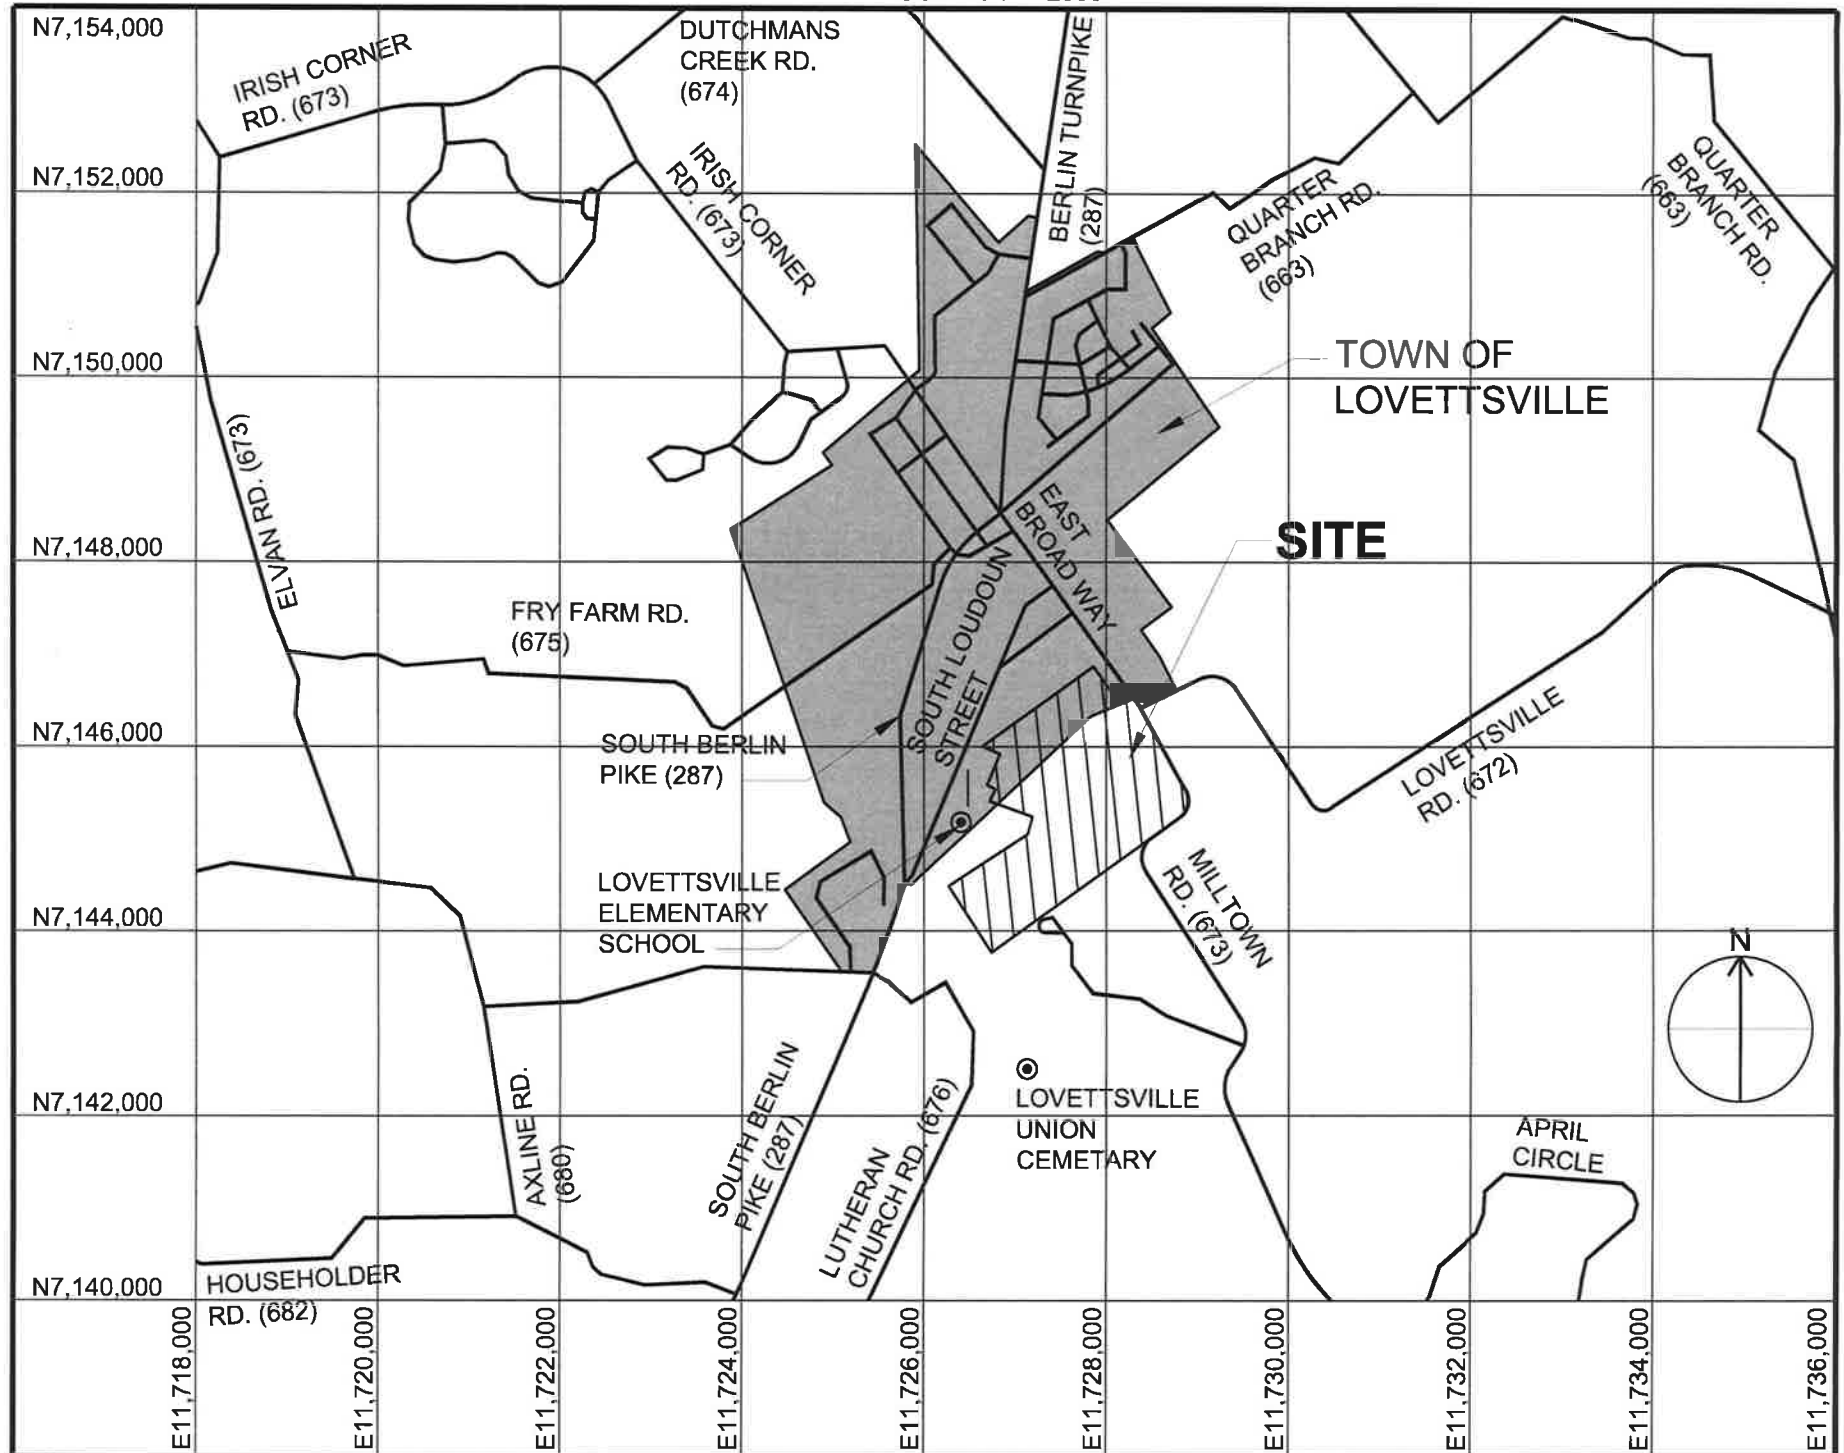 N7,154,000
IRISH CORNER
RD. (673)
DUTCHMANS
CREEK RD.
(674)
BERLIN TURNPIKE
(287)
IRISH CORNER
RD. (673)
N7,152,000
QUARTER
BRANCH RD.
(663)
QUARTER
BRANCH RD.
(663)
N7,150,000
TOWN OF
LOVETTSVILLE
ELVAN RD. (673)
EAST
BROAD WAY
SITE
N7,148,000
FRY FARM RD.
(675)
SOUTH LOUDOUN
STREET
N7,146,000
SOUTH BERLIN
PIKE (287)
LOVETTSVILLE
RD. (672)
LOVETTSVILLE
ELEMENTARY
SCHOOL
MILLTOWN
RD. (673)
N7,144,000
N
N7,142,000
AXLINE RD.
(680)
SOUTH BERLIN
PIKE (287)
LUTHERAN
CHURCH RD. (676)
LOVETTSVILLE
UNION
CEMETARY
APRIL
CIRCLE
N7,140,000
HOUSEHOLDER
RD. (682)
E11,718,000
E11,720,000
E11,722,000
E11,724,000
E11,726,000
E11,728,000
E11,730,000
E11,732,000
E11,734,000
E11,736,000